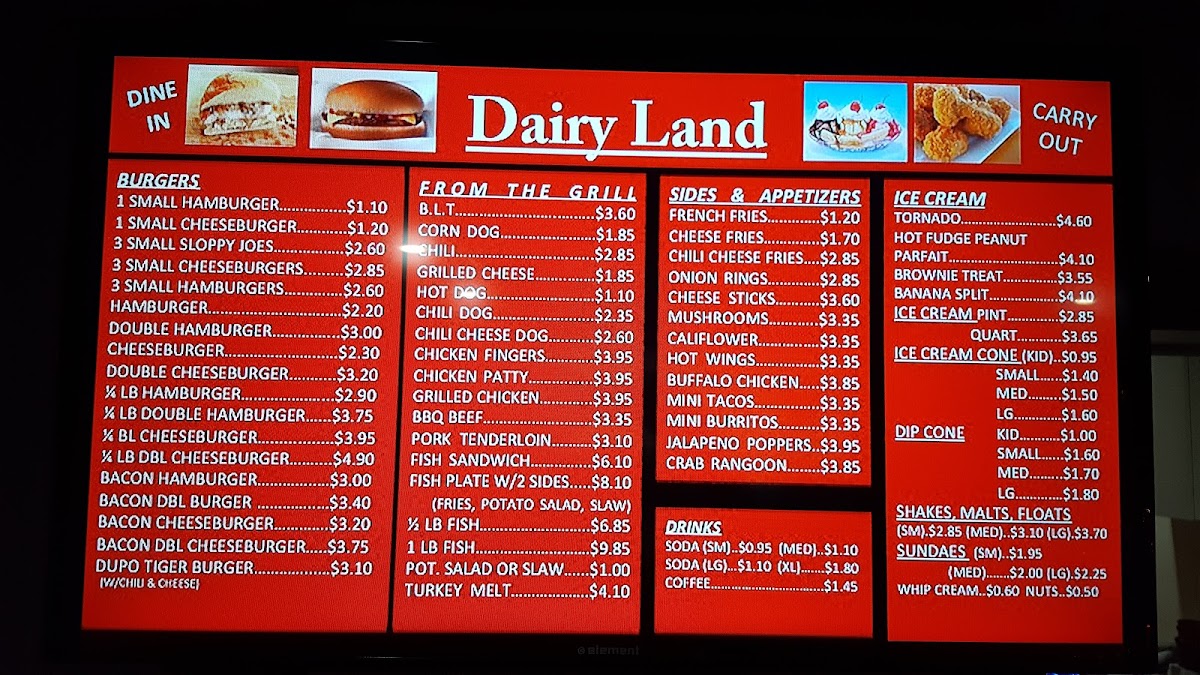 DINE
IN
Dairy Land
CARRY
OUT
BURGERS
1 SMALL HAMBURGER...............$1.10
1 SMALL CHEESEBURGER............$1.20
3 SMALL SLOPPY JOES.............$2.60
3 SMALL CHEESEBURGERS........$2.85
3 SMALL HAMBURGERS............$2.60
HAMBURGER...........................$2.20
DOUBLE HAMBURGER..............$3.00
CHEESEBURGER.......................$2.30
DOUBLE CHEESEBURGER..........$3.20
¼ LB HAMBURGER...................$2.90
¼ LB DOUBLE HAMBURGER.....$3.75
¼ BL CHEESEBURGER...............$3.95
¼ LB DBL CHEESEBURGER........$4.90
BACON HAMBURGER...............$3.00
BACON DBL BURGER ...............$3.40
BACON CHEESEBURGER...........$3.20
BACON DBL CHEESEBURGER.....$3.75
DUPO TIGER BURGER................$3.10
(W/CHILI & CHEESE)
FROM THE GRILL
B.L.T...................................$3.60
CORN DOG.......................$1.85
CHILI................................$2.85
GRILLED CHEESE...............$1.85
HOT DOG.........................$1.10
CHILI DOG........................$2.35
CHILI CHEESE DOG...........$2.60
CHICKEN FINGERS............$3.95
CHICKEN PATTY................$3.95
GRILLED CHICKEN.............$3.95
BBQ BEEF.........................$3.35
PORK TENDERLOIN..........$3.10
FISH SANDWICH..............$6.10
FISH PLATE W/2 SIDES.....$8.10
(FRIES, POTATO SALAD, SLAW)
½ LB FISH.........................$6.85
1 LB FISH..........................$9.85
POT. SALAD OR SLAW......$1.00
TURKEY MELT..................$4.10
SIDES & APPETIZERS
FRENCH FRIES...........$1.20
CHEESE FRIES............$1.70
CHILI CHEESE FRIES....$2.85
ONION RINGS...........$2.85
CHEESE STICKS..........$3.60
MUSHROOMS...........$3.35
CALIFLOWER.............$3.35
HOT WINGS..............$3.35
BUFFALO CHICKEN.....$3.85
MINI TACOS..............$3.35
MINI BURRITOS.........$3.35
JALAPENO POPPERS..$3.95
CRAB RANGOON.......$3.85
DRINKS
SODA (SM)..$0.95 (MED)..$1.10
SODA (LG)...$1.10 (XL).......$1.80
COFFEE..............................$1.45
ICE CREAM
TORNADO......................$4.60
HOT FUDGE PEANUT
PARFAIT.........................$4.10
BROWNIE TREAT............$3.55
BANANA SPLIT................$4.10
ICE CREAM PINT............$2.85
QUART..........$3.65
ICE CREAM CONE (KID)..$0.95
SMALL......$1.40
MED........$1.50
LG...........$1.60
DIP CONE KID..........$1.00
SMALL......$1.60
MED........$1.70
LG............$1.80
SHAKES, MALTS, FLOATS
(SM).$2.85 (MED)..$3.10 (LG).$3.70
SUNDAES (SM)..$1.95
(MED).......$2.00 (LG).$2.25
WHIP CREAM..$0.60 NUTS..$0.50
element